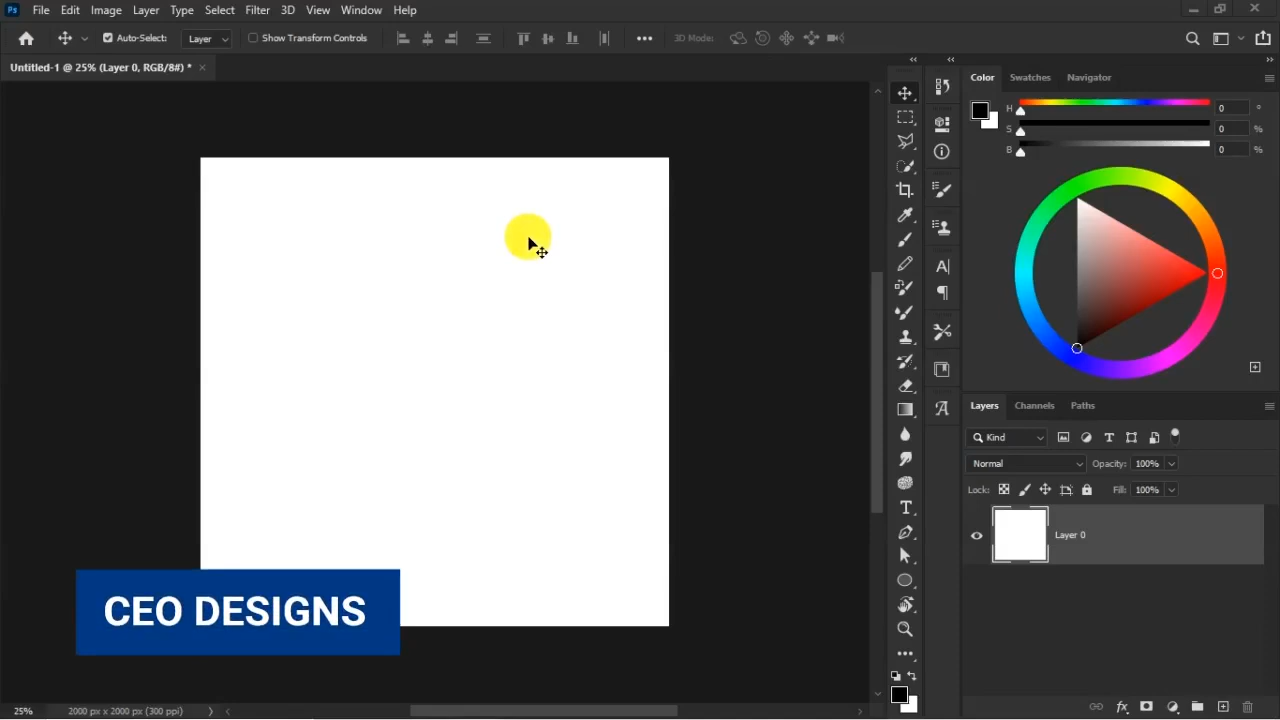 Ps File Edit Image Layer Type Select Filter 3D View Window Help
Auto-Select: Layer Show Transform Controls 3D Mode:
Untitled-1 @ 25% (Layer 0, RGB/8#) * ×
Color Swatches Navigator
H 0 °
S 0 %
B 0 %
Layers Channels Paths
Kind
Normal Opacity: 100%
Lock: Fill: 100%
Layer 0
CEO DESIGNS
25% 2000 px x 2000 px (300 ppi)